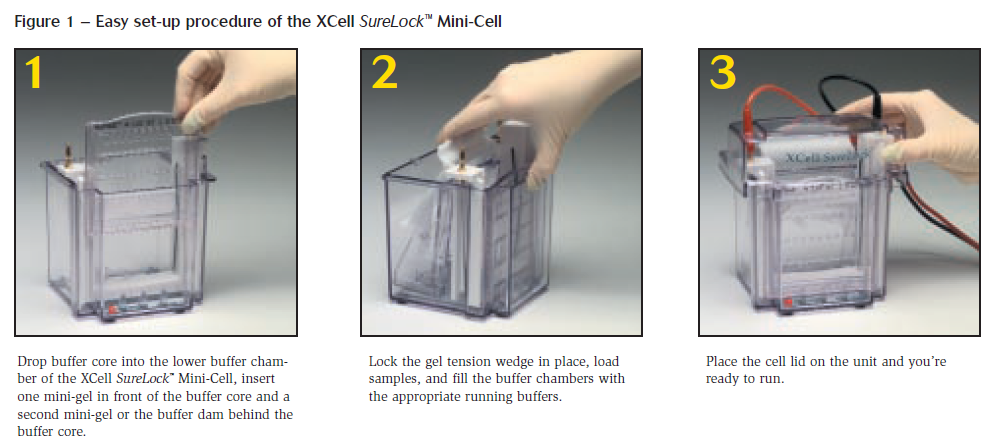 Figure 1 – Easy set-up procedure of the XCell SureLock™ Mini-Cell
1
2
3
XCell Sure
Drop buffer core into the lower buffer cham-
ber of the XCell SureLock™ Mini-Cell, insert
one mini-gel in front of the buffer core and a
second mini-gel or the buffer dam behind the
buffer core.
Lock the gel tension wedge in place, load
samples, and fill the buffer chambers with
the appropriate running buffers.
Place the cell lid on the unit and you're
ready to run.